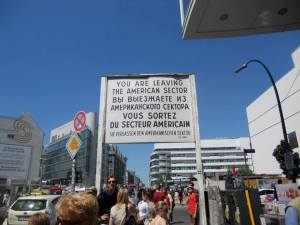 YOU ARE LEAVING
THE AMERICAN SECTOR
ВЫ ВЫЕЗЖАЕТЕ ИЗ
АМЕРИКАНСКОГО СЕКТОРА
VOUS SORTEZ
DU SECTEUR AMÉRICAIN
SIE VERLASSEN DEN AMERIKANISCHEN SEKTOR